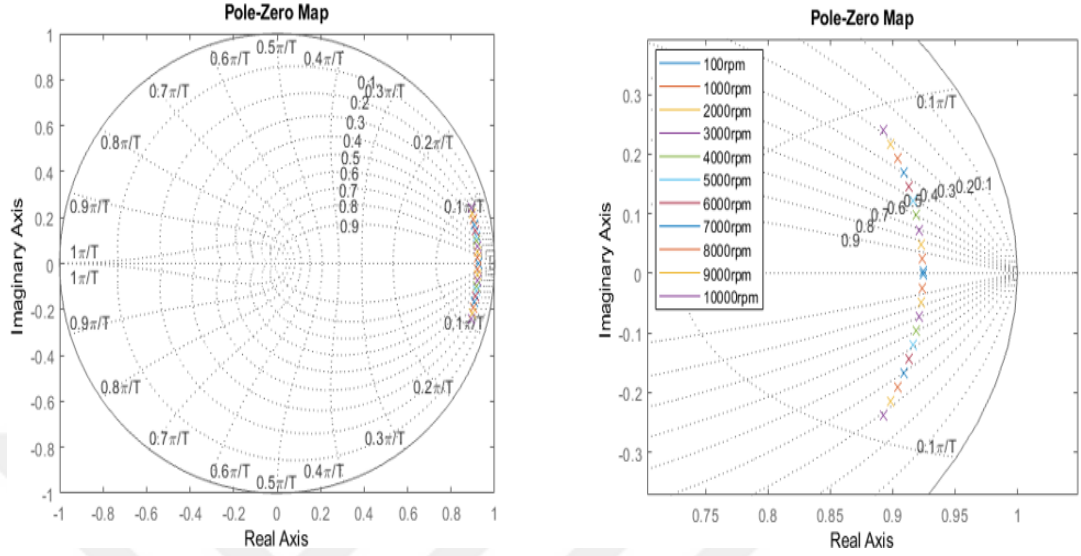 Pole-Zero Map
1
0.8
0.6
0.4
0.2
0
-0.2
-0.4
-0.6
-0.8
-1
Imaginary Axis
0.5π/T
0.6π/T
0.4π/T
0.7π/T
0.1
0.3π/T
0.2
0.8π/T
0.3
0.2π/T
0.4
0.5
0.6
0.7
0.9π/T
0.8
0.1π/T
0.9
1π/T
1π/T
0.9π/T
0.1π/T
0.8π/T
0.2π/T
0.7π/T
0.3π/T
0.6π/T
0.4π/T
0.5π/T
-1 -0.8 -0.6 -0.4 -0.2 0 0.2 0.4 0.6 0.8 1
Real Axis
Pole-Zero Map
0.3
0.2
0.1
0
-0.1
-0.2
-0.3
Imaginary Axis
100rpm
1000rpm
2000rpm
3000rpm
4000rpm
5000rpm
6000rpm
7000rpm
8000rpm
9000rpm
10000rpm
0.1π/T
0.9 0.8 0.7 0.6 0.5 0.4 0.3 0.2 0.1
0.1π/T
0.75 0.8 0.85 0.9 0.95 1
Real Axis